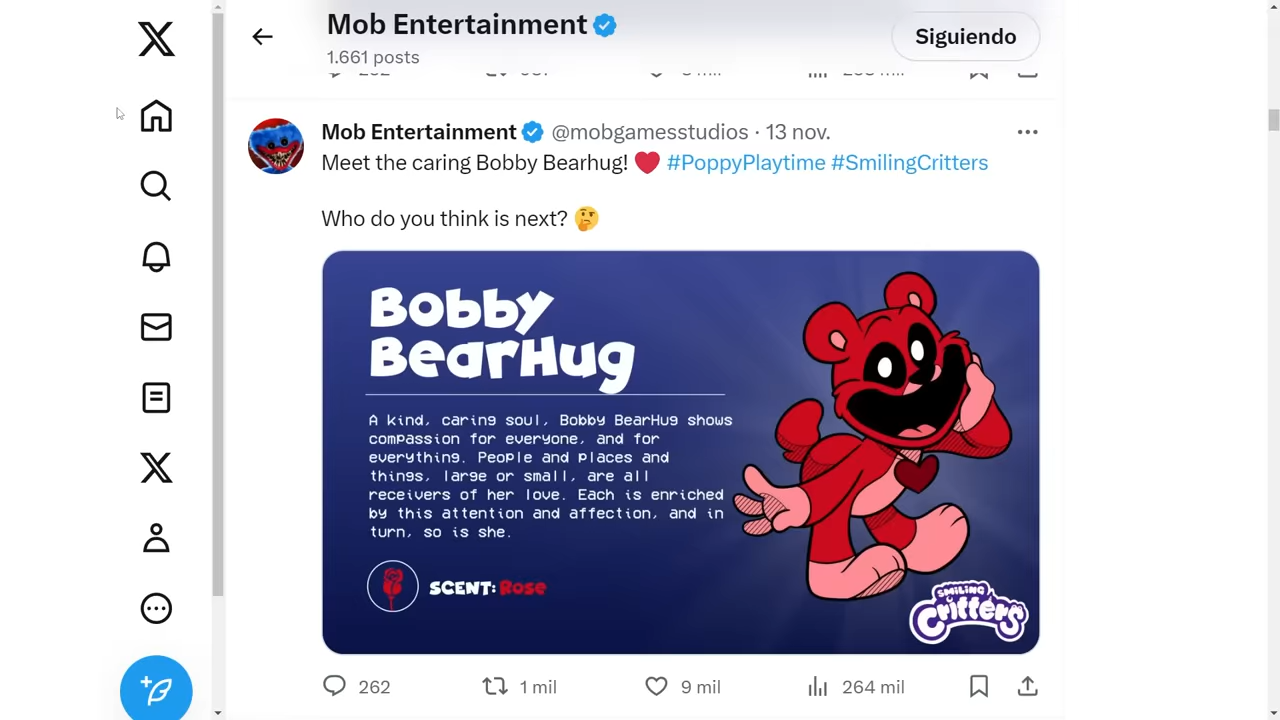 Mob Entertainment
1.661 posts
Siguiendo
Mob Entertainment @mobgamesstudios · 13 nov.
Meet the caring Bobby Bearhug! ❤️ #PoppyPlaytime #SmilingCritters
Who do you think is next? 🤔
Bobby
BearHug
A kind, caring soul, Bobby BearHug shows
compassion for everyone, and for
everything. People and places and
things, large or small, are all
receivers of her love. Each is enriched
by this attention and affection, and in
turn, so is she.
SCENT: Rose
SMILING
Critters
262 1 mil 9 mil 264 mil